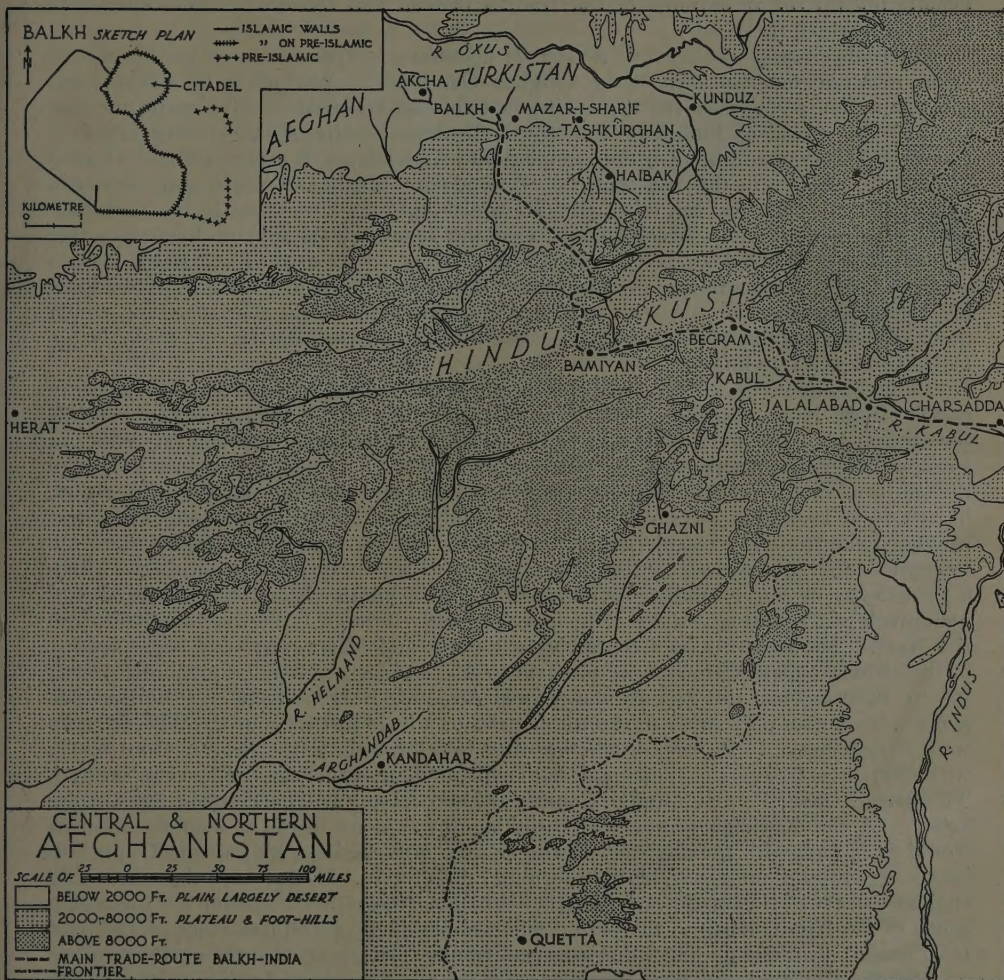 BALKH SKETCH PLAN
ISLAMIC WALLS
" ON PRE-ISLAMIC
PRE-ISLAMIC
N
CITADEL
KILOMETRE
0 1
R. OXUS
AFGHAN TURKISTAN
AKCHA
BALKH
MAZAR-I-SHARIF
TASHKURGHAN
KUNDUZ
HAIBAK
HINDU KUSH
BAMIYAN
BEGRAM
KABUL
JALALABAD
CHARSADDA
R. KABUL
HERAT
GHAZNI
R. HELMAND
ARGHANDAB
KANDAHAR
R. INDUS
QUETTA
CENTRAL & NORTHERN
AFGHANISTAN
SCALE OF 25 0 25 50 75 100 MILES
BELOW 2000 FT. PLAIN, LARGELY DESERT
2000-8000 FT. PLATEAU & FOOT-HILLS
ABOVE 8000 FT.
MAIN TRADE-ROUTE BALKH-INDIA
FRONTIER